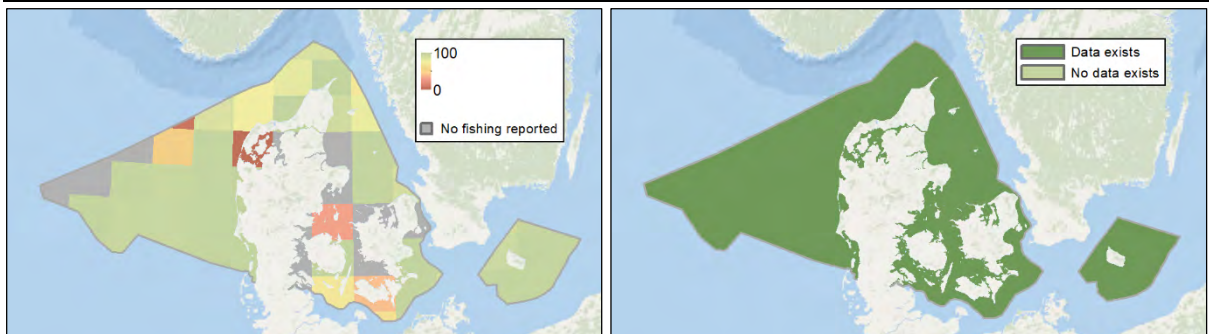 100
0
No fishing reported
Data exists
No data exists